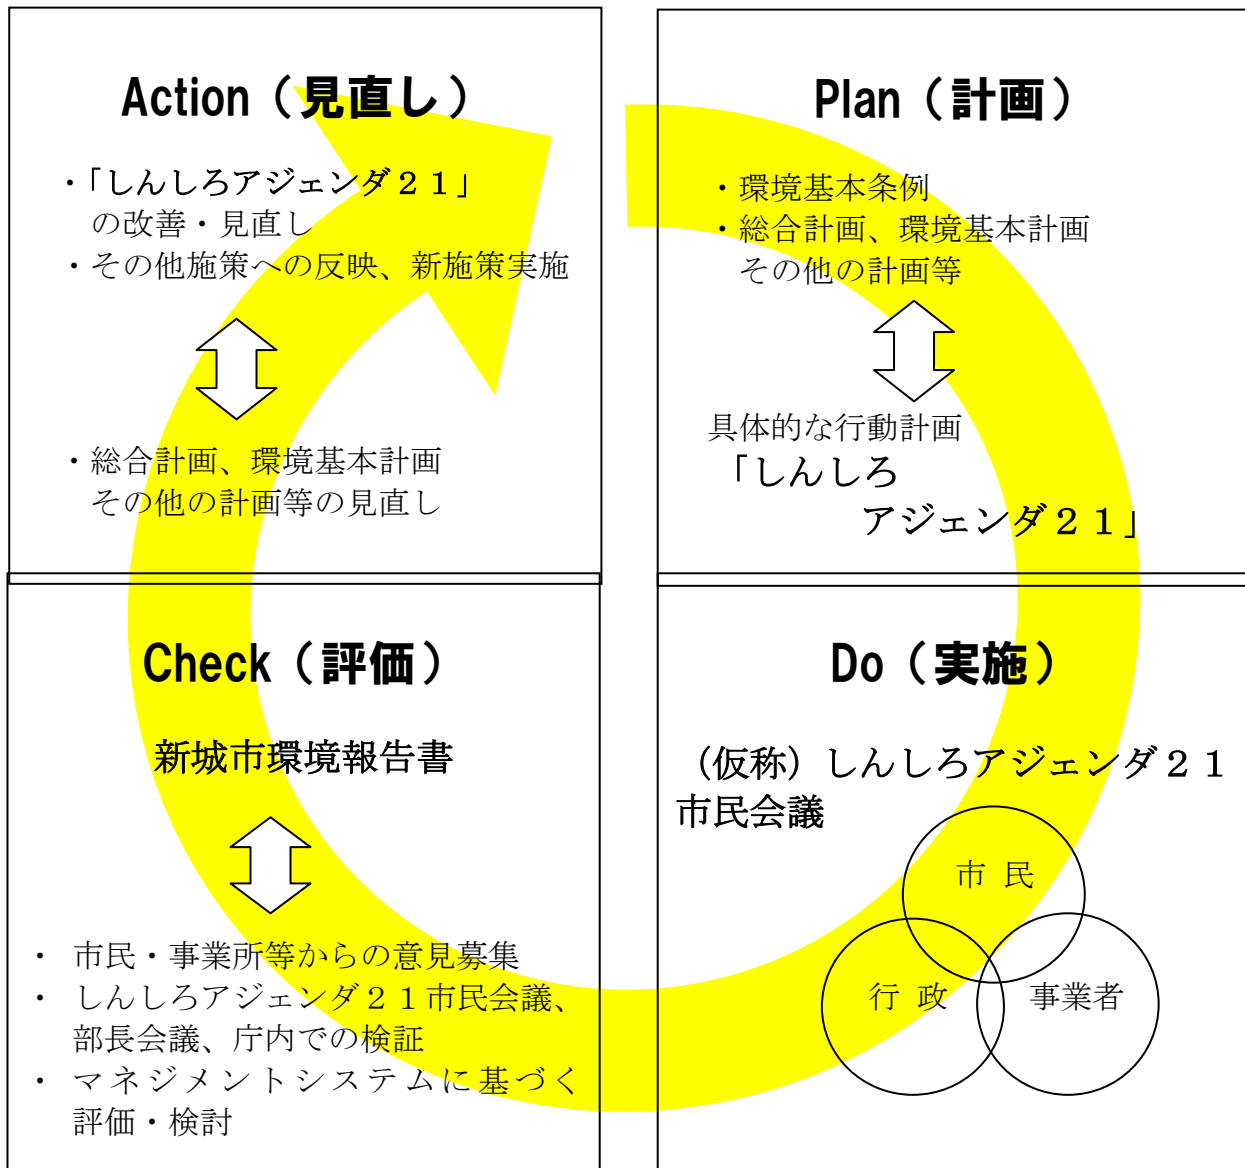 Action（見直し）
・「しんしろアジェンダ２１」
の改善・見直し
・その他施策への反映、新施策実施
・総合計画、環境基本計画
その他の計画等の見直し
Plan（計画）
・環境基本条例
・総合計画、環境基本計画
その他の計画等
具体的な行動計画
「しんしろ
アジェンダ２１」
Check（評価）
新城市環境報告書
・ 市民・事業所等からの意見募集
・ しんしろアジェンダ２１市民会議、
部長会議、庁内での検証
・ マネジメントシステムに基づく
評価・検討
Do（実施）
（仮称）しんしろアジェンダ２１
市民会議
市 民
行 政
事業者